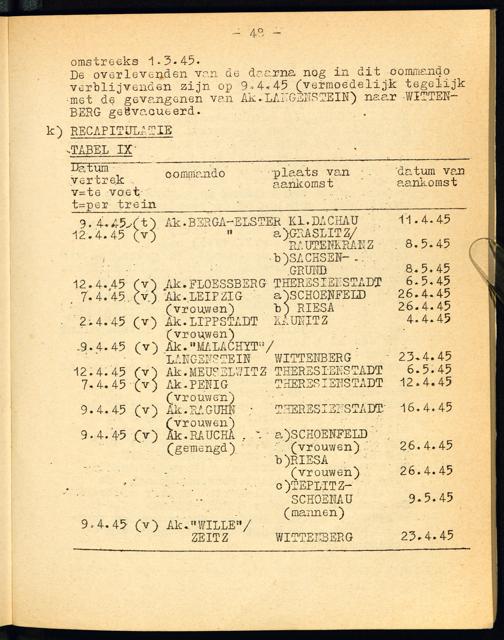 - 48 -
omstreeks 1.3.45.
De overlevenden van de daarna nog in dit commando
verblijvenden zijn op 9.4.45 (vermoedelijk tegelijk
met de gevangenen van Ak.LANGENSTEIN) naar WITTEN-
BERG geëvacueerd.
k) RECAPITULATIE
TABEL IX
Datum
vertrek commando plaats van datum van
v=te voet aankomst aankomst
t=per trein
9.4.45 (t) Ak.BERGA-ELSTER Kl.DACHAU 11.4.45
12.4.45 (v) " a)GRASLITZ/
RAUTENKRANZ 8.5.45
b)SACHSEN-
GRUND 8.5.45
12.4.45 (v) Ak.FLOESSBERG THERESIENSTADT 6.5.45
7.4.45 (v) Ak.LEIPZIG a)SCHOENFELD 26.4.45
(vrouwen) b) RIESA 26.4.45
2.4.45 (v) Ak.LIPPSTADT KAUNITZ 4.4.45
(vrouwen)
9.4.45 (v) Ak."MALACHYT"/
LANGENSTEIN WITTENBERG 23.4.45
12.4.45 (v) Ak.MEUSELWITZ THERESIENSTADT 6.5.45
7.4.45 (v) Ak.PENIG THERESIENSTADT 12.4.45
(vrouwen)
9.4.45 (v) Ak.RAGUHN THERESIENSTADT 16.4.45
(vrouwen)
9.4.45 (v) Ak.RAUCHA a)SCHOENFELD
(gemengd) (vrouwen) 26.4.45
b)RIESA
(vrouwen) 26.4.45
c)TEPLITZ-
SCHOENAU 9.5.45
(mannen)
9.4.45 (v) Ak."WILLE"/
ZEITZ WITTENBERG 23.4.45